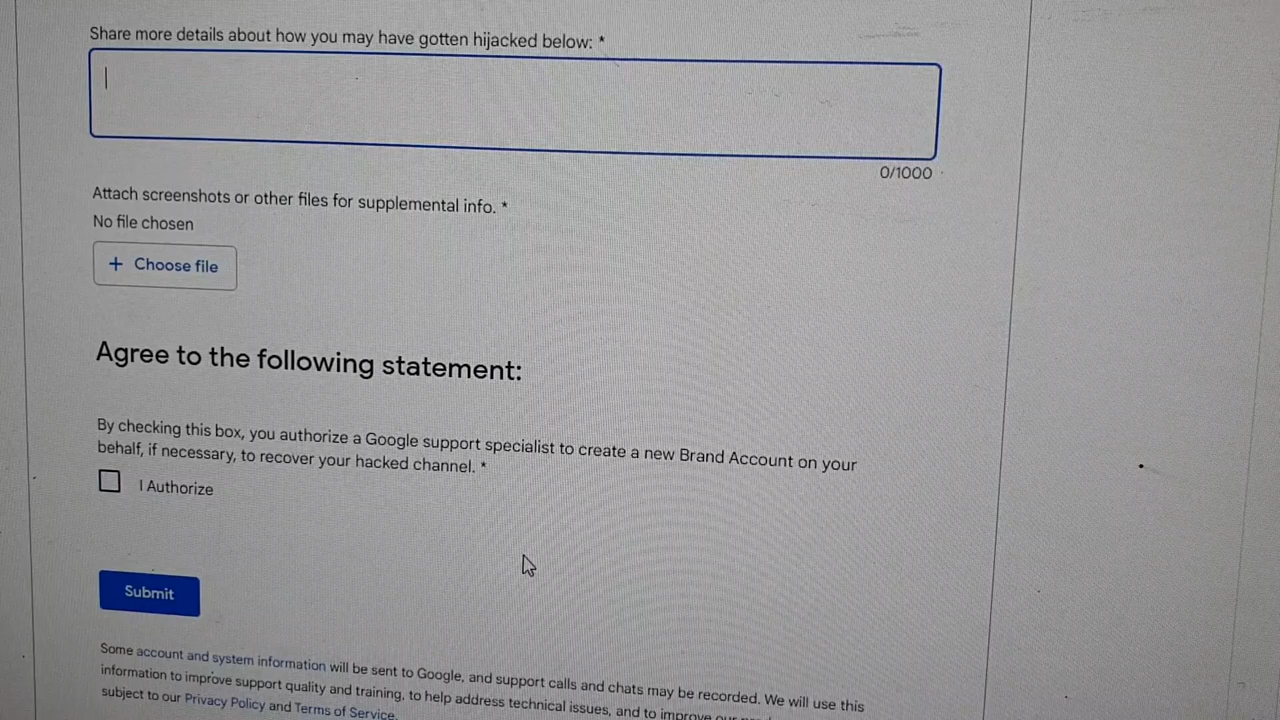 Share more details about how you may have gotten hijacked below: *
0/1000
Attach screenshots or other files for supplemental info. *
No file chosen
+ Choose file
Agree to the following statement:
By checking this box, you authorize a Google support specialist to create a new Brand Account on your
behalf, if necessary, to recover your hacked channel. *
I Authorize
Submit
Some account and system information will be sent to Google, and support calls and chats may be recorded. We will use this
information to improve support quality and training, to help address technical issues, and to improve our
subject to our Privacy Policy and Terms of Service.